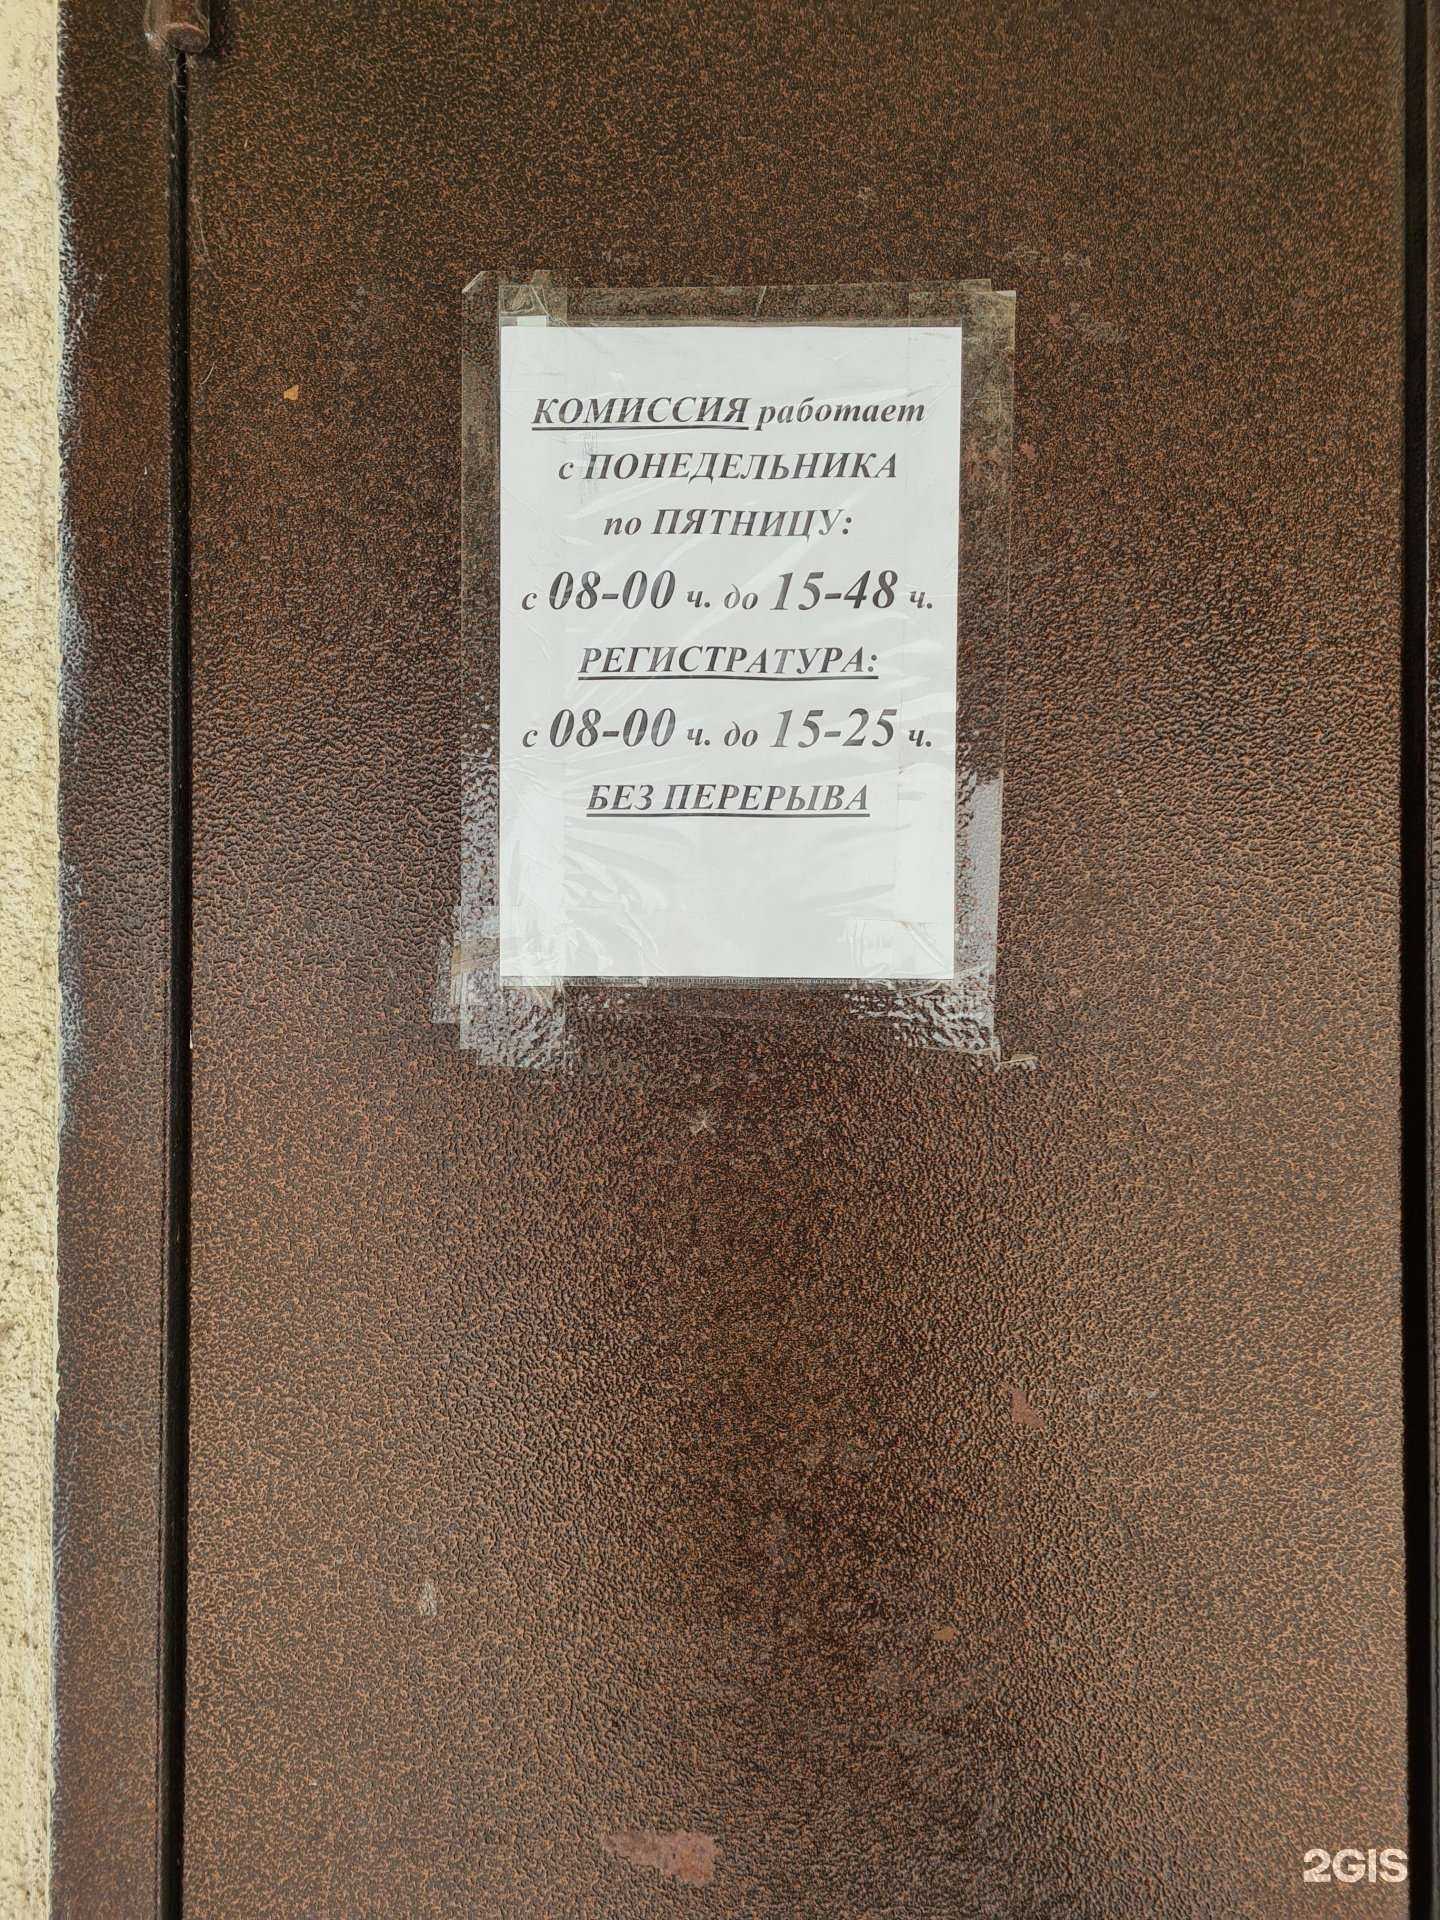 КОМИССИЯ работает
с ПОНЕДЕЛЬНИКА
по ПЯТНИЦУ:
с 08-00 ч. до 15-48 ч.
РЕГИСТРАТУРА:
с 08-00 ч. до 15-25 ч.
БЕЗ ПЕРЕРЫВА
2GIS